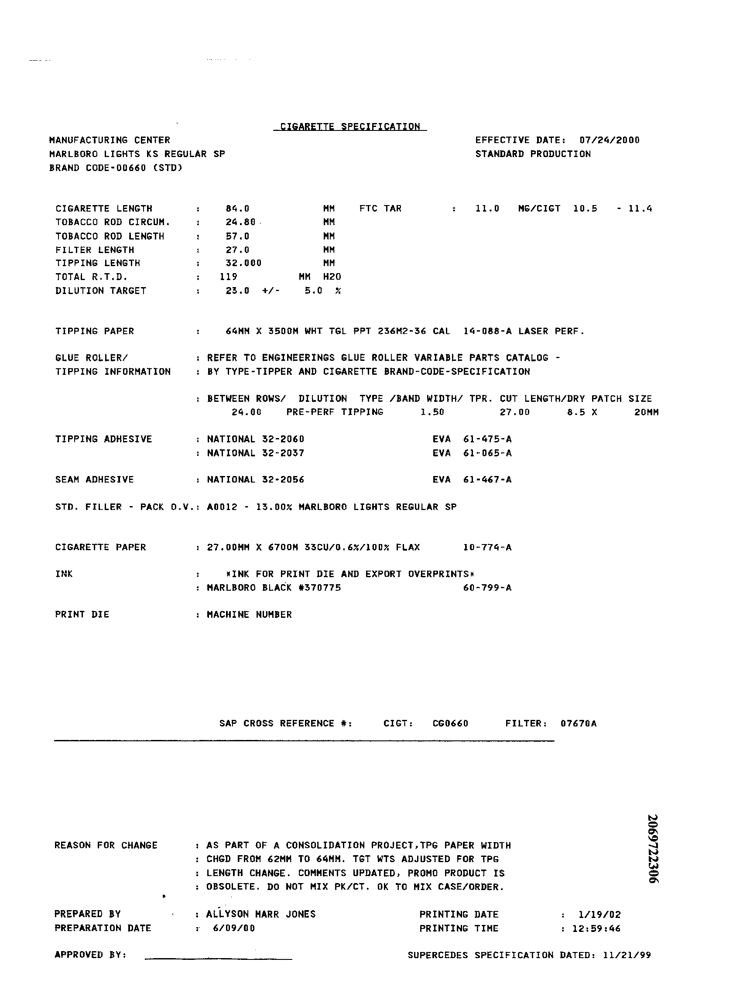 CIGARETTE SPECIFICATION
MANUFACTURING CENTER EFFECTIVE DATE: 07/24/2000
MARLBORO LIGHTS KS REGULAR SP STANDARD PRODUCTION
BRAND CODE-00660 (STD)
CIGARETTE LENGTH : 84.0 MM FTC TAR : 11.0 MG/CIGT 10.5 - 11.4
TOBACCO ROD CIRCUM. : 24.80 MM
TOBACCO ROD LENGTH : 57.0 MM
FILTER LENGTH : 27.0 MM
TIPPING LENGTH : 32.000 MM
TOTAL R.T.D. : 119 MM H2O
DILUTION TARGET : 23.0 +/- 5.0 %
TIPPING PAPER : 64MM X 3500M WHT TGL PPT 236M2-36 CAL 14-088-A LASER PERF.
GLUE ROLLER/ : REFER TO ENGINEERINGS GLUE ROLLER VARIABLE PARTS CATALOG -
TIPPING INFORMATION : BY TYPE-TIPPER AND CIGARETTE BRAND-CODE-SPECIFICATION
: BETWEEN ROWS/ DILUTION TYPE /BAND WIDTH/ TPR. CUT LENGTH/DRY PATCH SIZE
24.00 PRE-PERF TIPPING 1.50 27.00 8.5 X 20MM
TIPPING ADHESIVE : NATIONAL 32-2060 EVA 61-475-A
: NATIONAL 32-2037 EVA 61-065-A
SEAM ADHESIVE : NATIONAL 32-2056 EVA 61-467-A
STD. FILLER - PACK O.V.: A0012 - 13.00% MARLBORO LIGHTS REGULAR SP
CIGARETTE PAPER : 27.00MM X 6700M 33CU/0.6%/100% FLAX 10-774-A
INK : *INK FOR PRINT DIE AND EXPORT OVERPRINTS*
: MARLBORO BLACK #370775 60-799-A
PRINT DIE : MACHINE NUMBER
SAP CROSS REFERENCE #: CIGT: CG0660 FILTER: 07670A
2069722306
REASON FOR CHANGE : AS PART OF A CONSOLIDATION PROJECT,TPG PAPER WIDTH
: CHGD FROM 62MM TO 64MM. TGT WTS ADJUSTED FOR TPG
: LENGTH CHANGE. COMMENTS UPDATED, PROMO PRODUCT IS
: OBSOLETE. DO NOT MIX PK/CT. OK TO MIX CASE/ORDER.
PREPARED BY : ALLYSON MARR JONES PRINTING DATE : 1/19/02
PREPARATION DATE : 6/09/00 PRINTING TIME : 12:59:46
APPROVED BY: SUPERCEDES SPECIFICATION DATED: 11/21/99